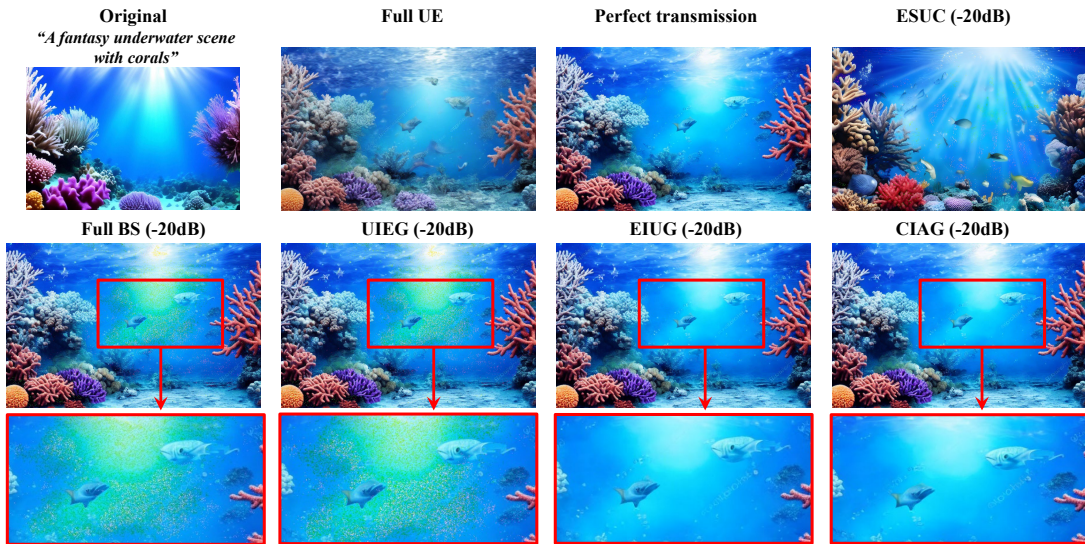 Original
“A fantasy underwater scene
with corals”
Full UE
Perfect transmission
ESUC (-20dB)
Full BS (-20dB)
UIEG (-20dB)
EIUG (-20dB)
CIAG (-20dB)